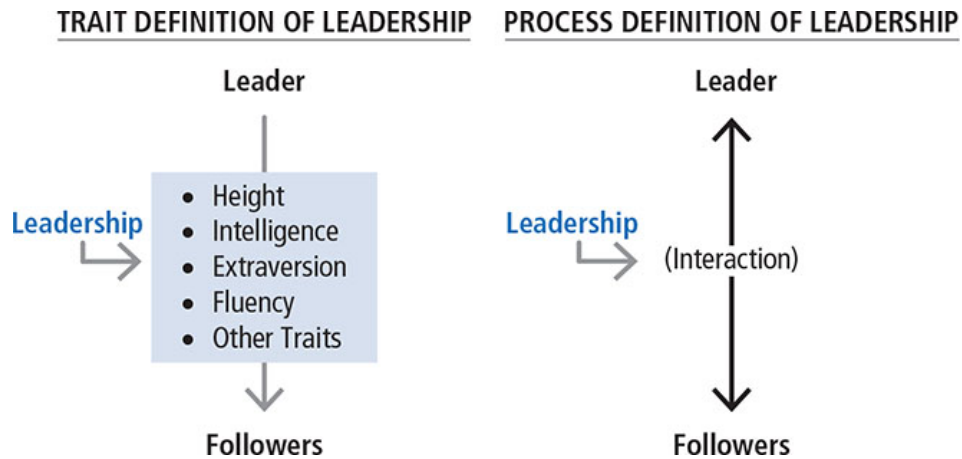 TRAIT DEFINITION OF LEADERSHIP
Leader
Leadership
• Height
• Intelligence
• Extraversion
• Fluency
• Other Traits
Followers
PROCESS DEFINITION OF LEADERSHIP
Leader
Leadership
(Interaction)
Followers